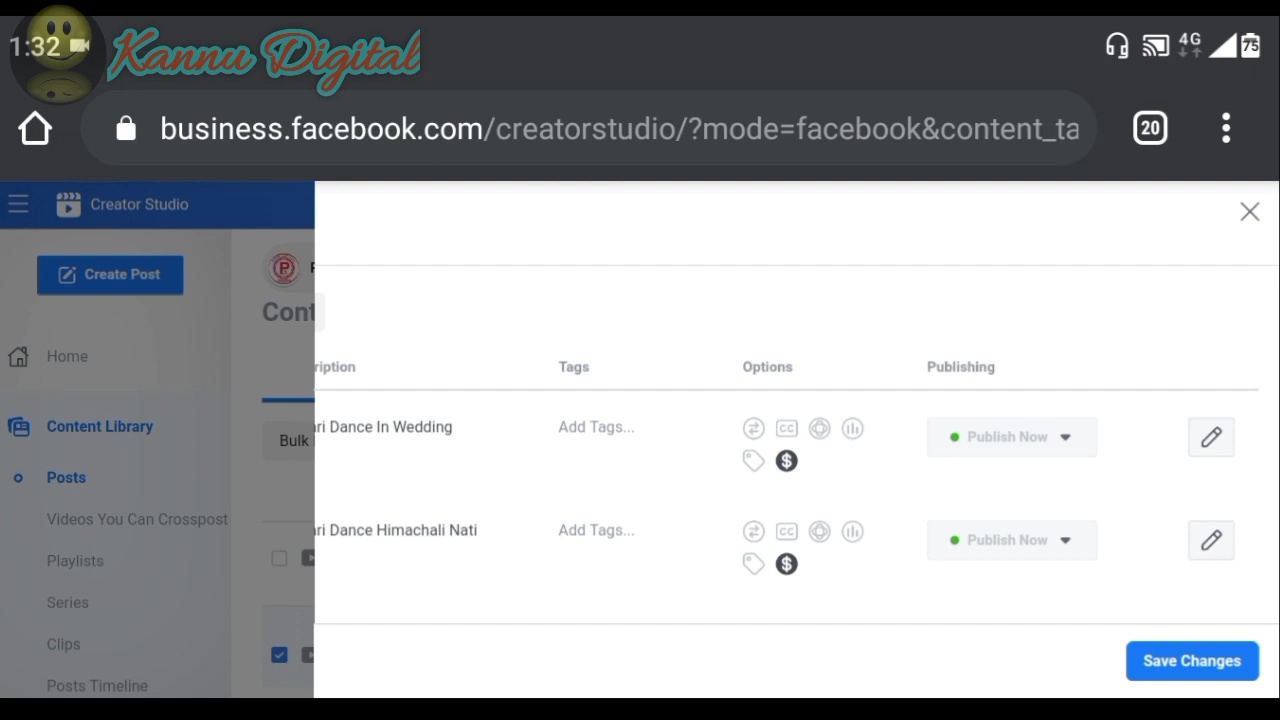 1:32
Kannu Digital
4G
75
business.facebook.com/creatorstudio/?mode=facebook&content_ta
20
Creator Studio
Create Post
P
Cont
ription
Tags
Options
Publishing
Home
Content Library
Bulk
ri Dance In Wedding
Add Tags...
CC
$
Publish Now
Posts
Videos You Can Crosspost
Playlists
Series
Clips
Posts Timeline
ri Dance Himachali Nati
Add Tags...
CC
$
Publish Now
Save Changes